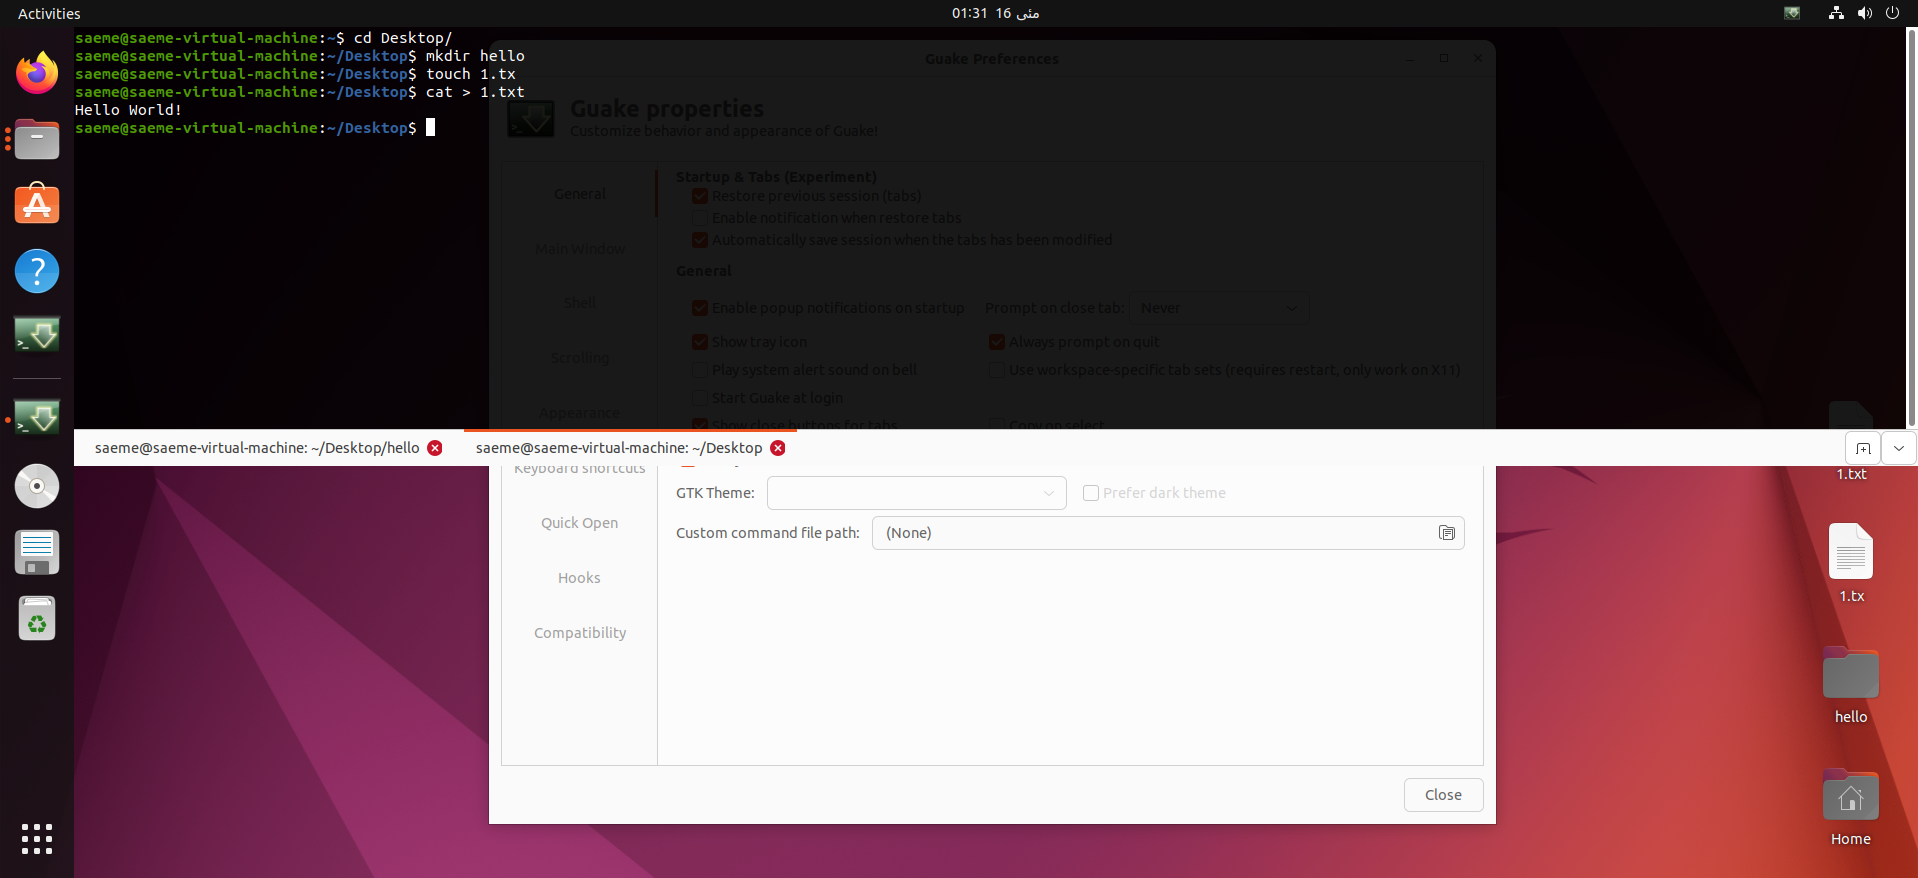 Activities
01:31 16 مئی
saeme@saeme-virtual-machine:~$ cd Desktop/
saeme@saeme-virtual-machine:~/Desktop$ mkdir hello
saeme@saeme-virtual-machine:~/Desktop$ touch 1.tx
saeme@saeme-virtual-machine:~/Desktop$ cat > 1.txt
Hello World!
saeme@saeme-virtual-machine:~/Desktop$
Guake Preferences
Guake properties
Customize behavior and appearance of Guake!
General
Main Window
Shell
Scrolling
Appearance
Startup & Tabs (Experiment)
Restore previous session (tabs)
Enable notification when restore tabs
Automatically save session when the tabs has been modified
General
Enable popup notifications on startup
Prompt on close tab: Never
Show tray icon
Always prompt on quit
Play system alert sound on bell
Use workspace-specific tab sets (requires restart, only work on X11)
Start Guake at login
Show close buttons for tabs
Copy on select
saeme@saeme-virtual-machine: ~/Desktop/hello
saeme@saeme-virtual-machine: ~/Desktop
Keyboard shortcuts
Quick Open
Hooks
Compatibility
GTK Theme:
Prefer dark theme
Custom command file path: (None)
Close
1.txt
1.tx
hello
Home